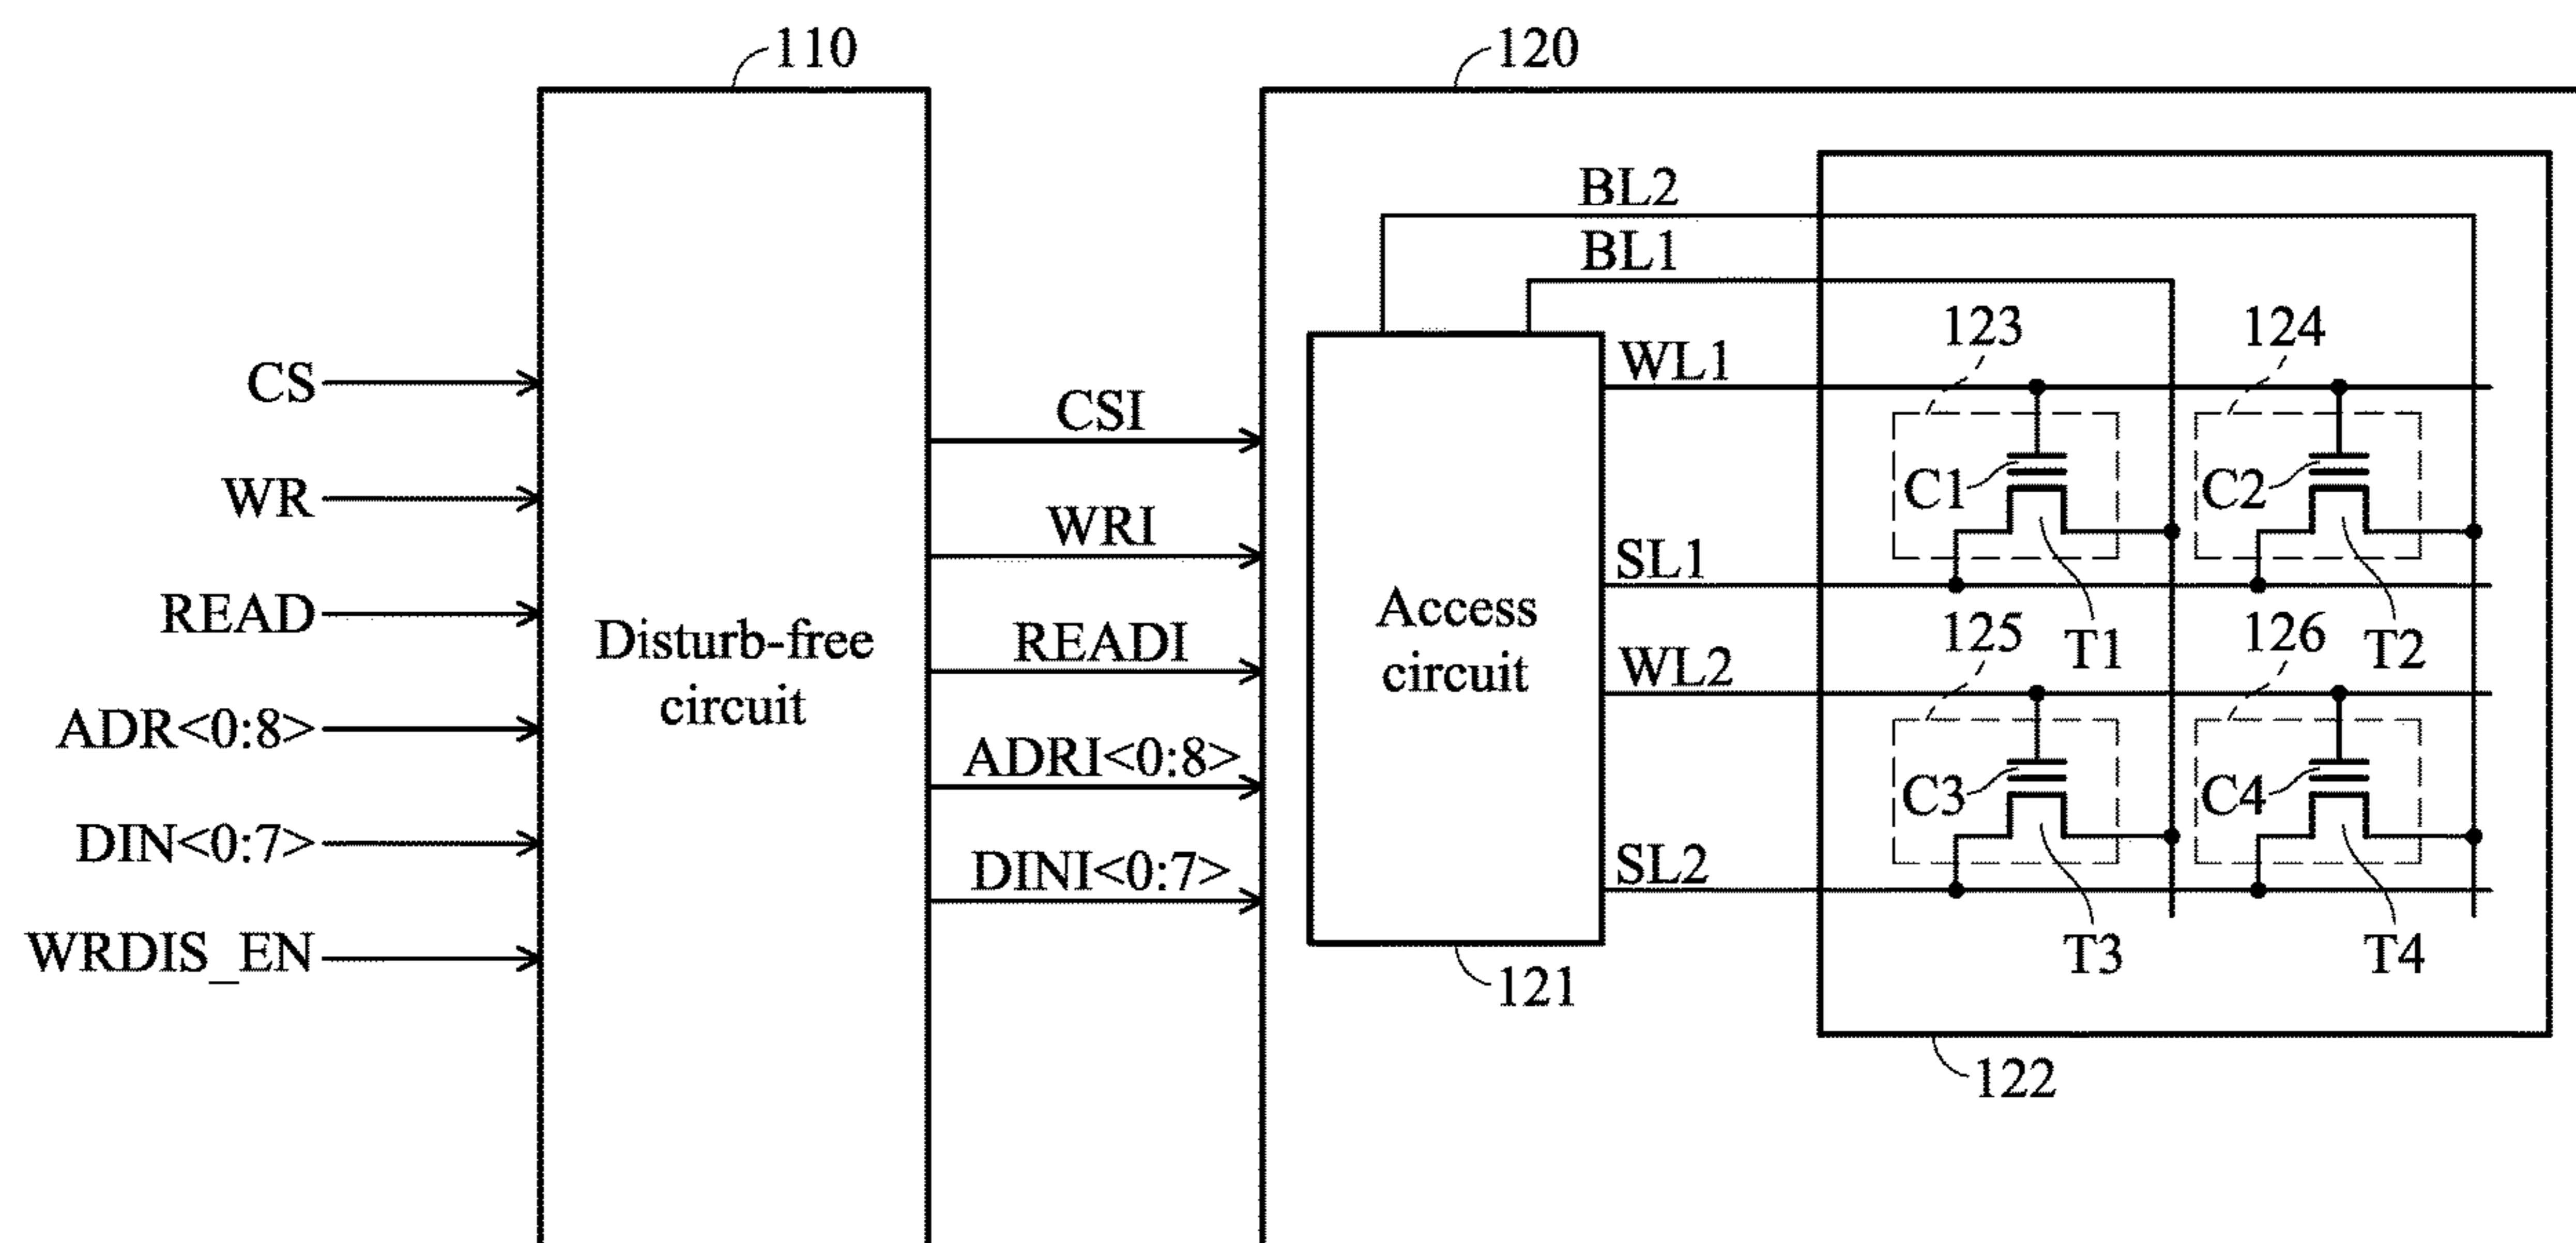 110
120
BL2
BL1
123
124
WL1
CS
CSI
C1
C2
WR
WRI
SL1
Access
circuit
READ
Disturb-free
circuit
READI
125
T1
126
T2
WL2
ADR<0:8>
ADRI<0:8>
C3
C4
DIN<0:7>
DINI<0:7>
SL2
WRDIS_EN
T3
T4
121
122